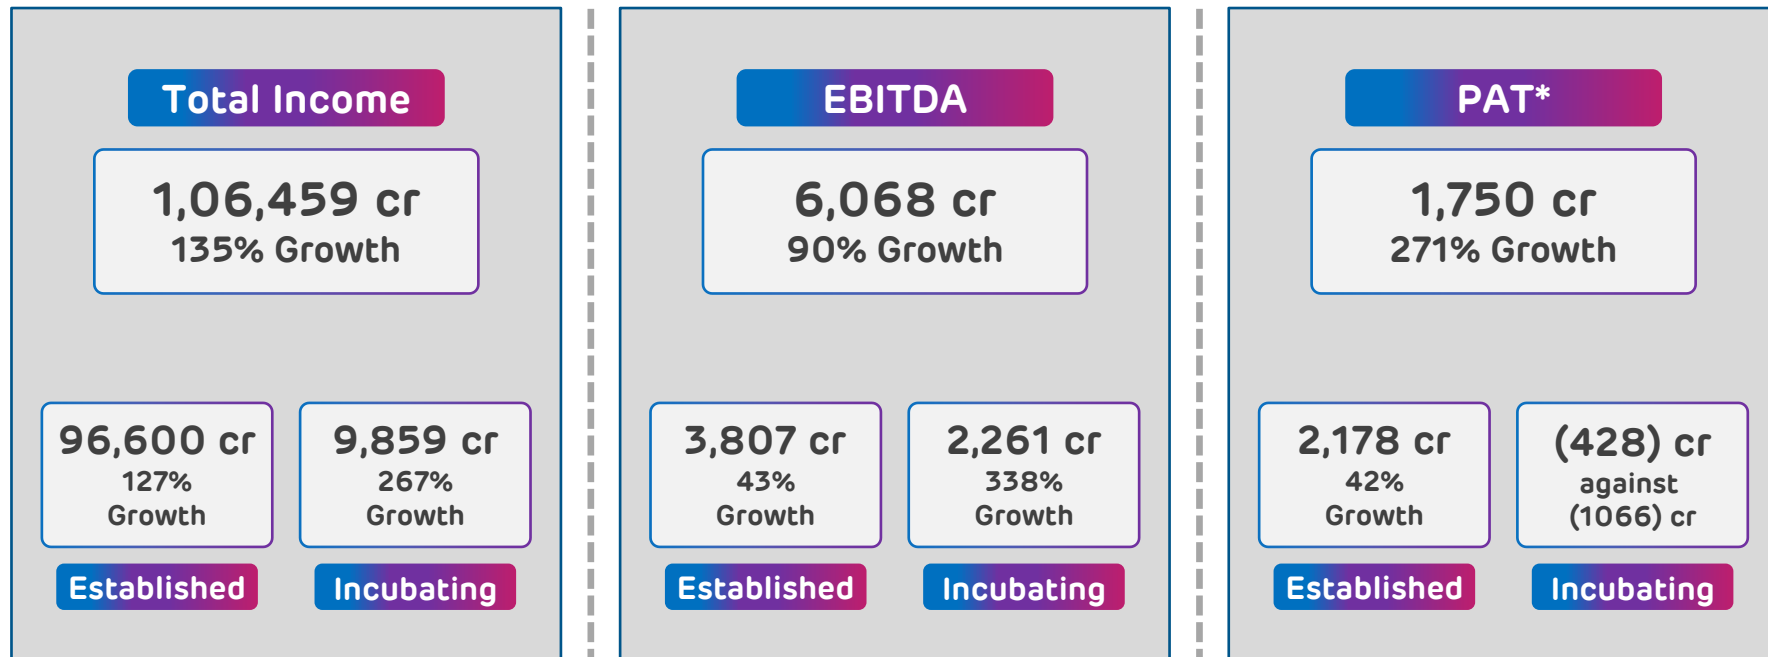 Total Income
1,06,459 cr
135% Growth
96,600 cr
127%
Growth
Established
9,859 cr
267%
Growth
Incubating
EBITDA
6,068 cr
90% Growth
3,807 cr
43%
Growth
Established
2,261 cr
338%
Growth
Incubating
PAT*
1,750 cr
271% Growth
2,178 cr
42%
Growth
Established
(428) cr
against
(1066) cr
Incubating